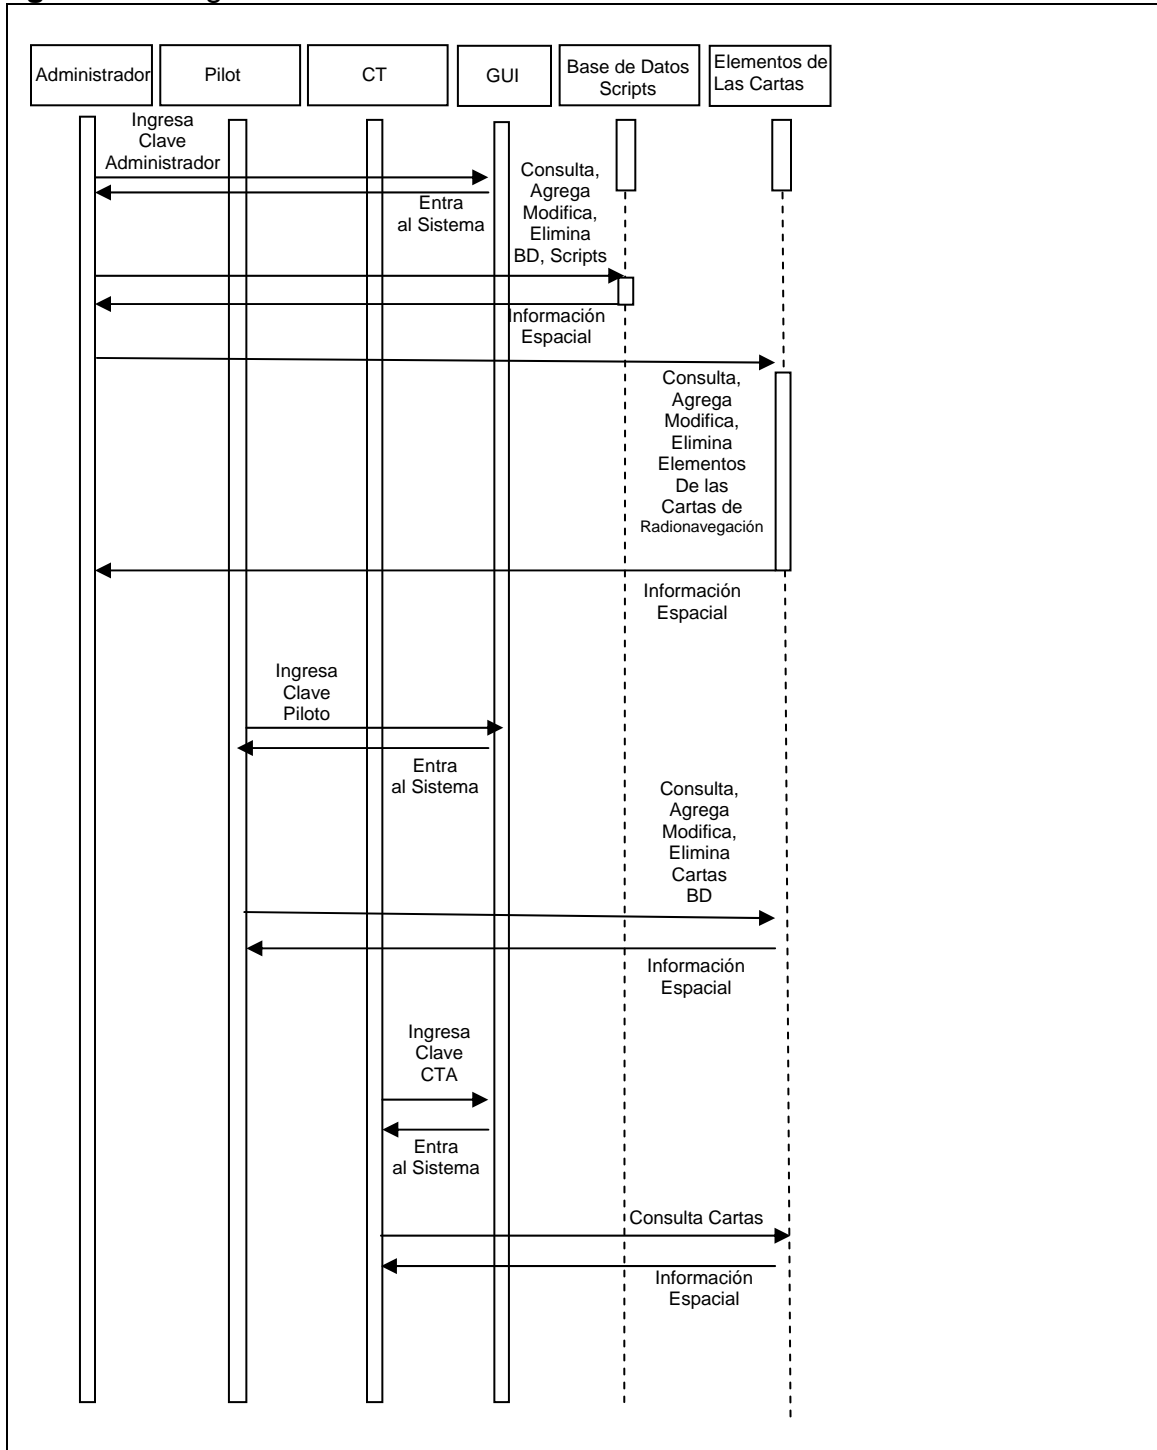 Administrador
Pilot
CT
GUI
Base de Datos
Scripts
Elementos de
Las Cartas
Ingresa
Clave
Administrador
Entra
al Sistema
Consulta,
Agrega
Modifica,
Elimina
BD, Scripts
Información
Espacial
Consulta,
Agrega
Modifica,
Elimina
Elementos
De las
Cartas de
Radionavegación
Información
Espacial
Ingresa
Clave
Piloto
Entra
al Sistema
Consulta,
Agrega
Modifica,
Elimina
Cartas
BD
Información
Espacial
Ingresa
Clave
CTA
Entra
al Sistema
Consulta Cartas
Información
Espacial